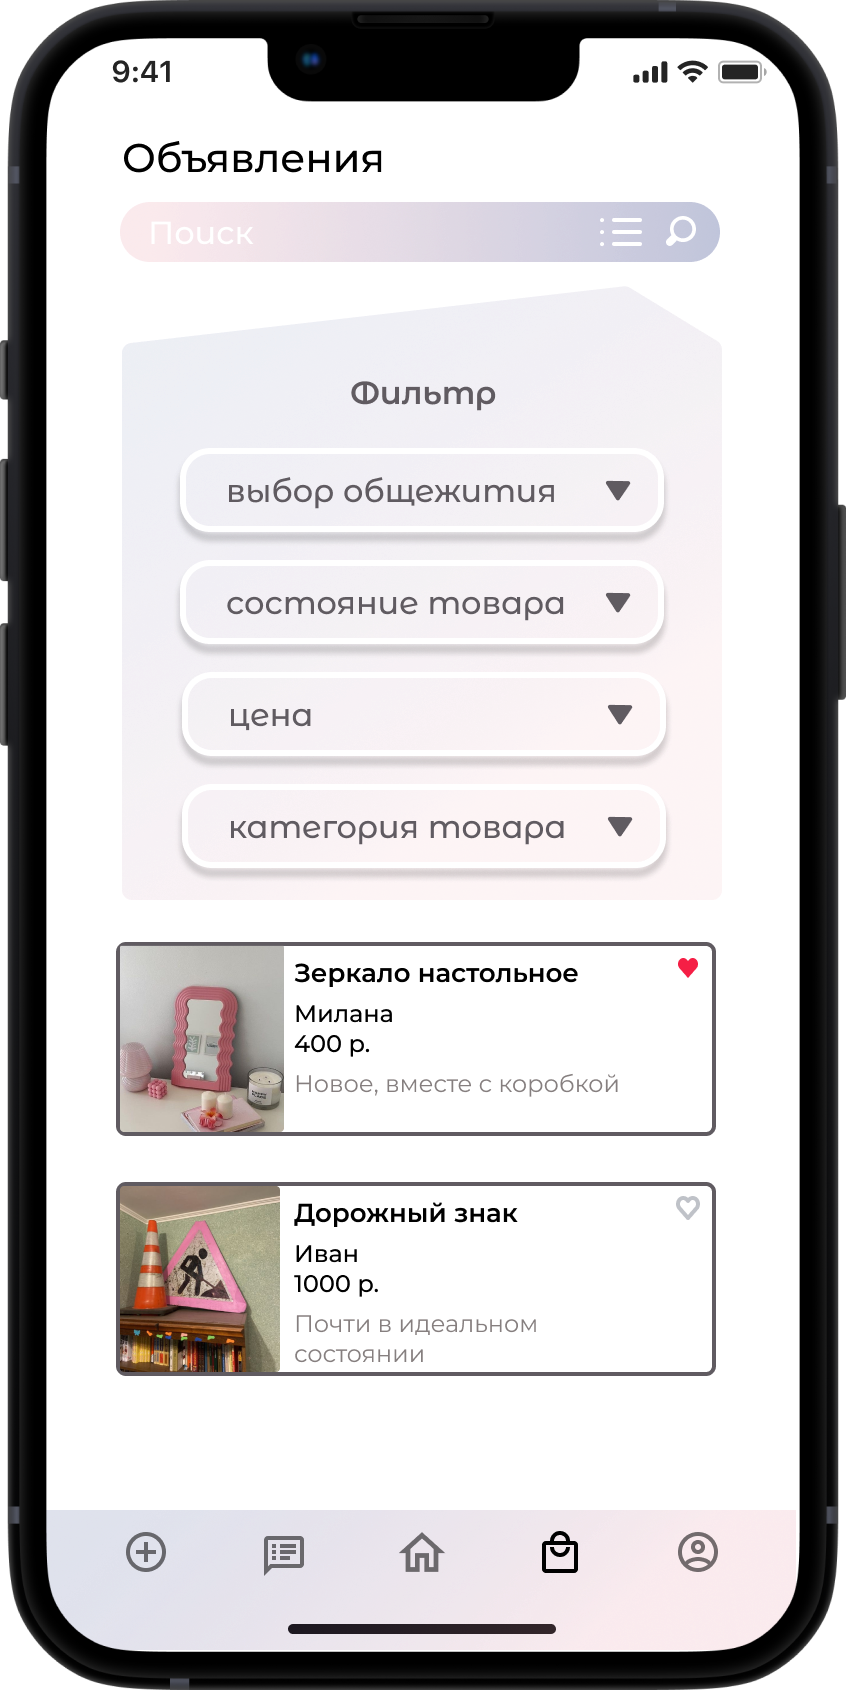 9:41
Объявления
Поиск
Фильтр
выбор общежития
состояние товара
цена
категория товара
Зеркало настольное
Милана
400 р.
Новое, вместе с коробкой
Дорожный знак
Иван
1000 р.
Почти в идеальном
состоянии